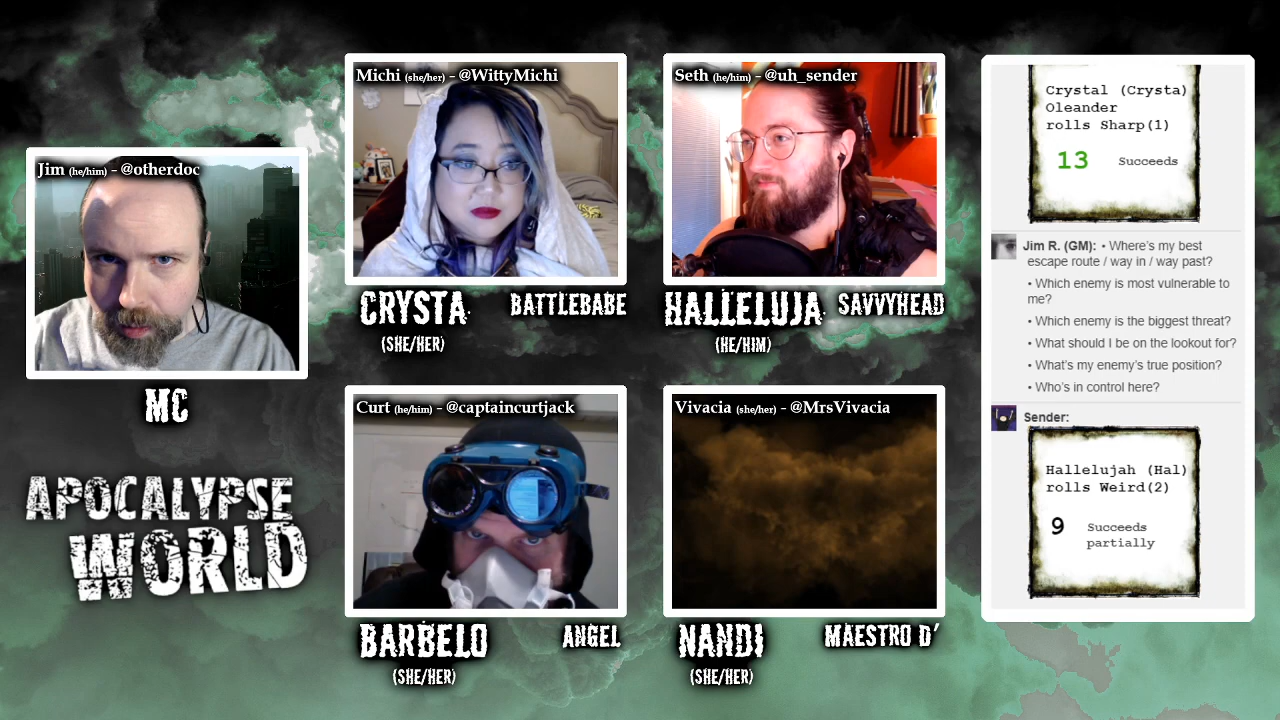 Jim (he/him) - @otherdoc
MC
APOCALYPSE
WORLD
Michi (she/her) - @WittyMichi
CRYSTA
BATTLEBABE
(SHE/HER)
Seth (he/him) - @uh_sender
HALLELUJA
SAVVYHEAD
(HE/HIM)
Curt (he/him) - @captaincurtjack
BARBELO
ANGEL
(SHE/HER)
Vivacia (she/her) - @MrsVivacia
NANDI
MAESTRO D'
(SHE/HER)
Crystal (Crysta)
Oleander
rolls Sharp(1)
13 Succeeds
Jim R. (GM): • Where's my best
escape route / way in / way past?
• Which enemy is most vulnerable to
me?
• Which enemy is the biggest threat?
• What should I be on the lookout for?
• What's my enemy's true position?
• Who's in control here?
Sender:
Hallelujah (Hal)
rolls Weird(2)
9 Succeeds
partially